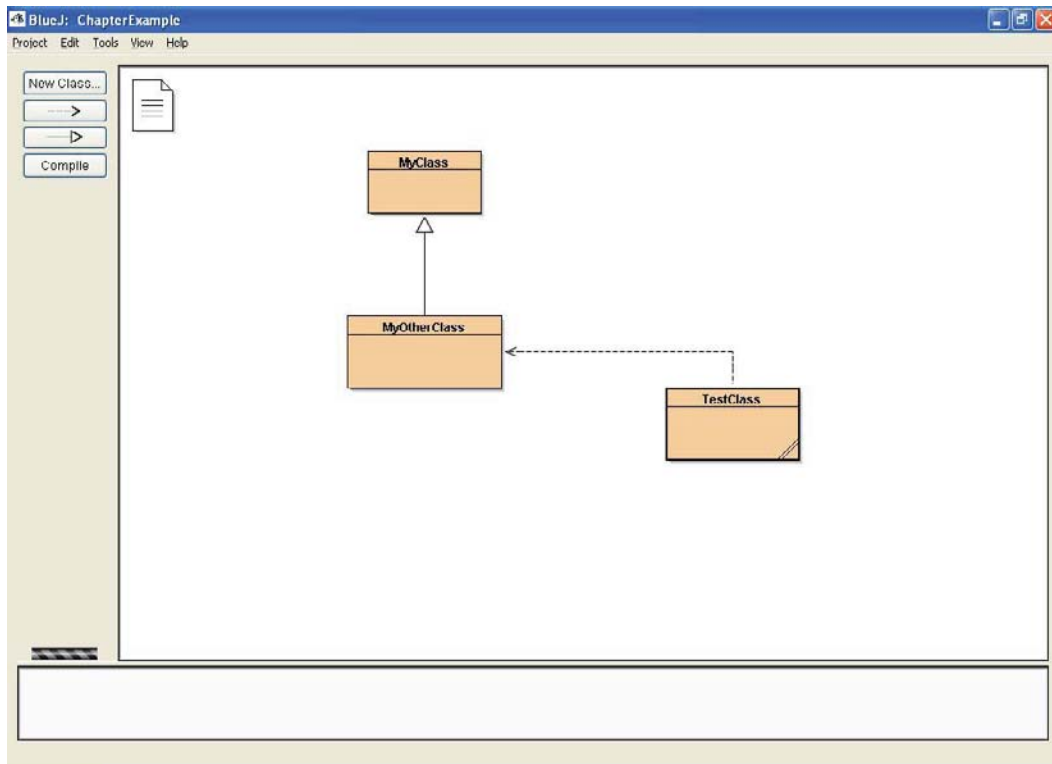 BlueJ: ChapterExample
Project Edit Tools View Help
New Class...
Compile
MyClass
MyOtherClass
TestClass